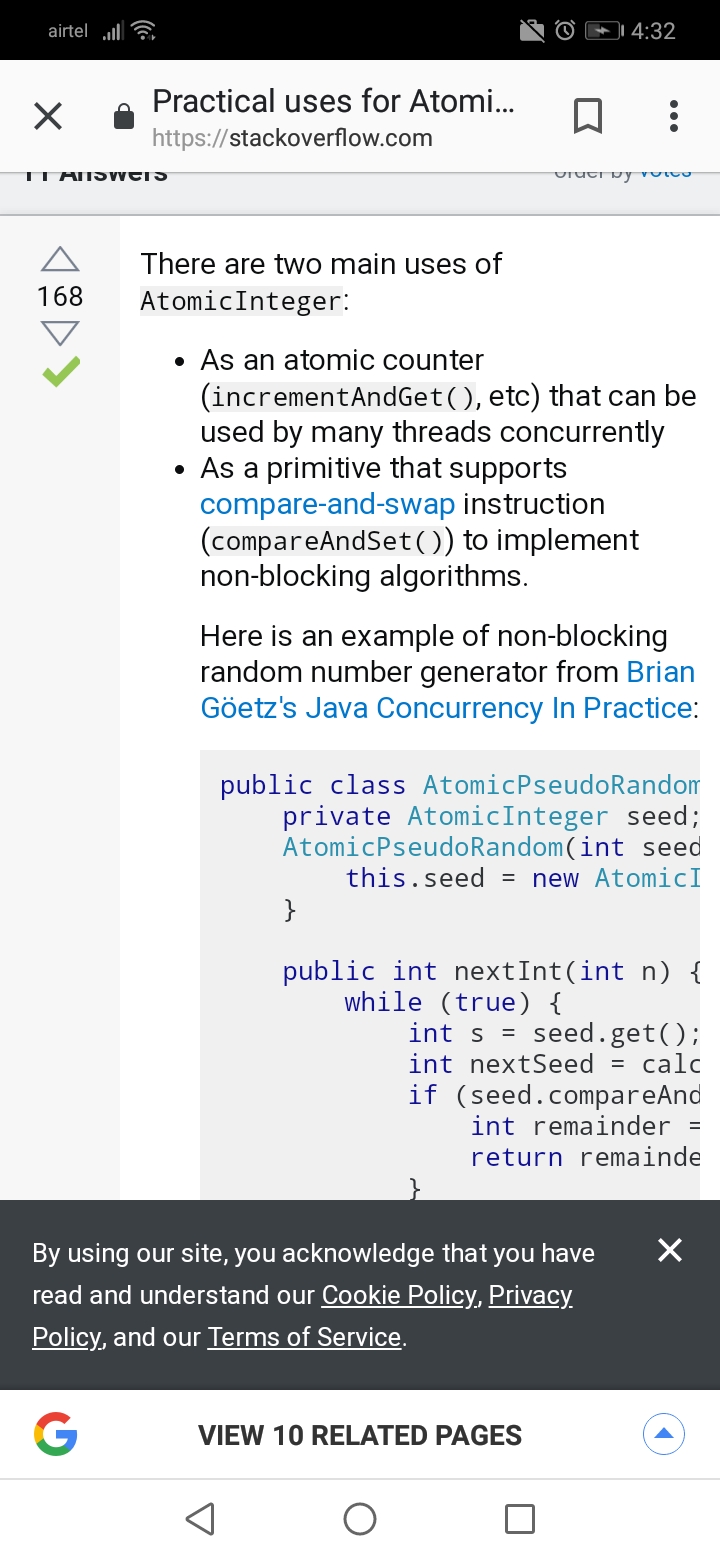 airtel 4:32
Practical uses for Atomi...
https://stackoverflow.com
11 Answers order by votes
There are two main uses of
168
AtomicInteger:
• As an atomic counter
(incrementAndGet(), etc) that can be
used by many threads concurrently
• As a primitive that supports
compare-and-swap instruction
(compareAndSet()) to implement
non-blocking algorithms.
Here is an example of non-blocking
random number generator from Brian
Göetz's Java Concurrency In Practice:
public class AtomicPseudoRandom
private AtomicInteger seed;
AtomicPseudoRandom(int seed
this.seed = new AtomicI
}
public int nextInt(int n) {
while (true) {
int s = seed.get();
int nextSeed = calc
if (seed.compareAnd
int remainder =
return remainde
}
By using our site, you acknowledge that you have
read and understand our Cookie Policy, Privacy
Policy, and our Terms of Service.
VIEW 10 RELATED PAGES